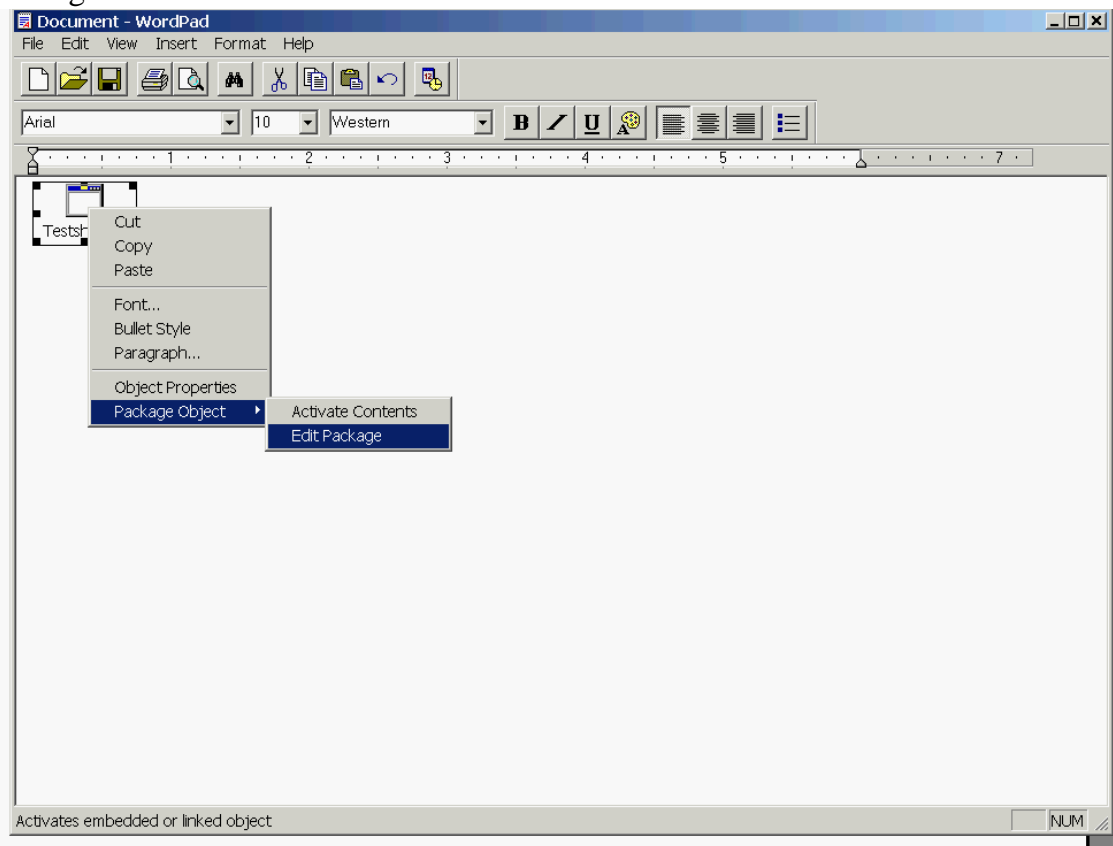 Document - WordPad
File Edit View Insert Format Help
Arial 10 Western B / U A
1 2 3 4 5 7
Cut
Copy
Paste
Font...
Bullet Style
Paragraph...
Object Properties
Package Object Activate Contents
Edit Package
Activates embedded or linked object NUM